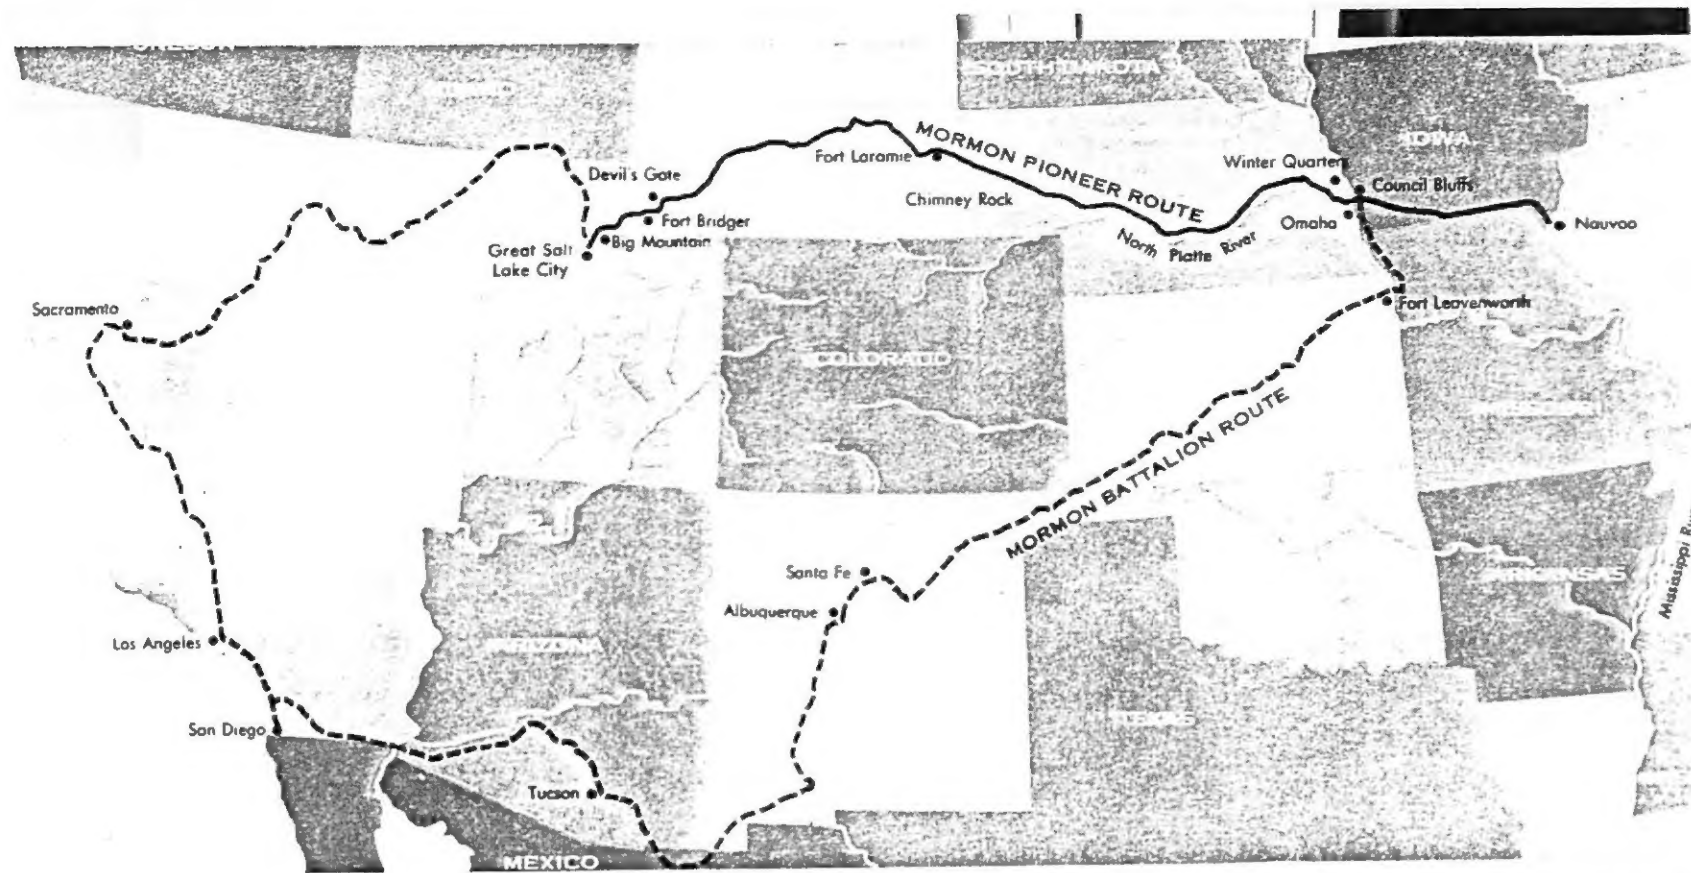 OREGON
SOUTH DAKOTA
IOWA
MORMON PIONEER ROUTE
Fort Laramie
Winter Quarters
Devil's Gate
Council Bluffs
Chimney Rock
Fort Bridger
Omaha
Nauvoo
Big Mountain
North Platte River
Great Salt
Lake City
Sacramento
Fort Leavenworth
COLORADO
MORMON BATTALION ROUTE
Santa Fe
ARKANSAS
Mississippi
Albuquerque
Los Angeles
ARIZONA
TEXAS
San Diego
Tucson
MEXICO